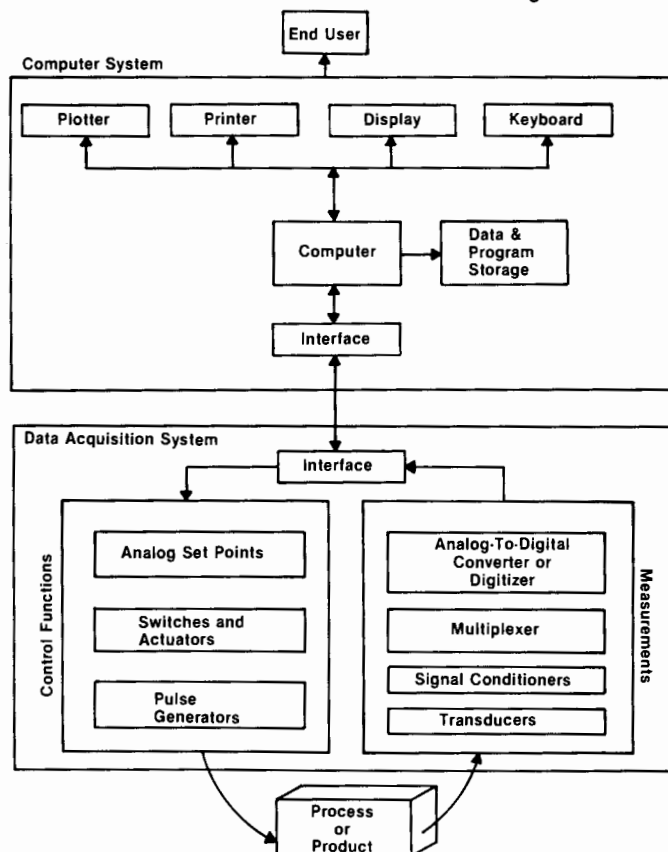 End User
Computer System
Plotter
Printer
Display
Keyboard
Computer
Data &
Program
Storage
Interface
Data Acquisition System
Interface
Control Functions
Analog Set Points
Switches and
Actuators
Pulse
Generators
Analog-To-Digital
Converter or
Digitizer
Multiplexer
Signal Conditioners
Transducers
Measurements
Process
or
Product